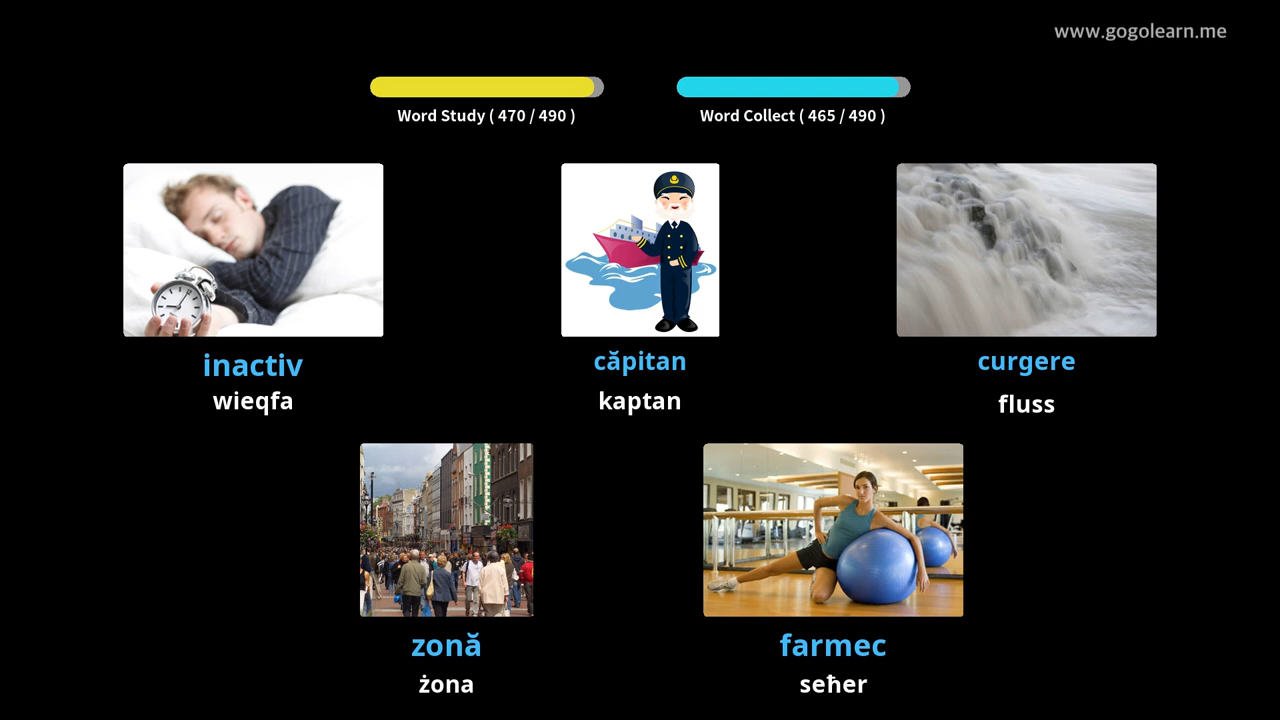 www.gogolearn.me
Word Study ( 470 / 490 )
Word Collect ( 465 / 490 )
inactiv
wieqfa
căpitan
kaptan
curgere
fluss
zonă
żona
farmec
seħer